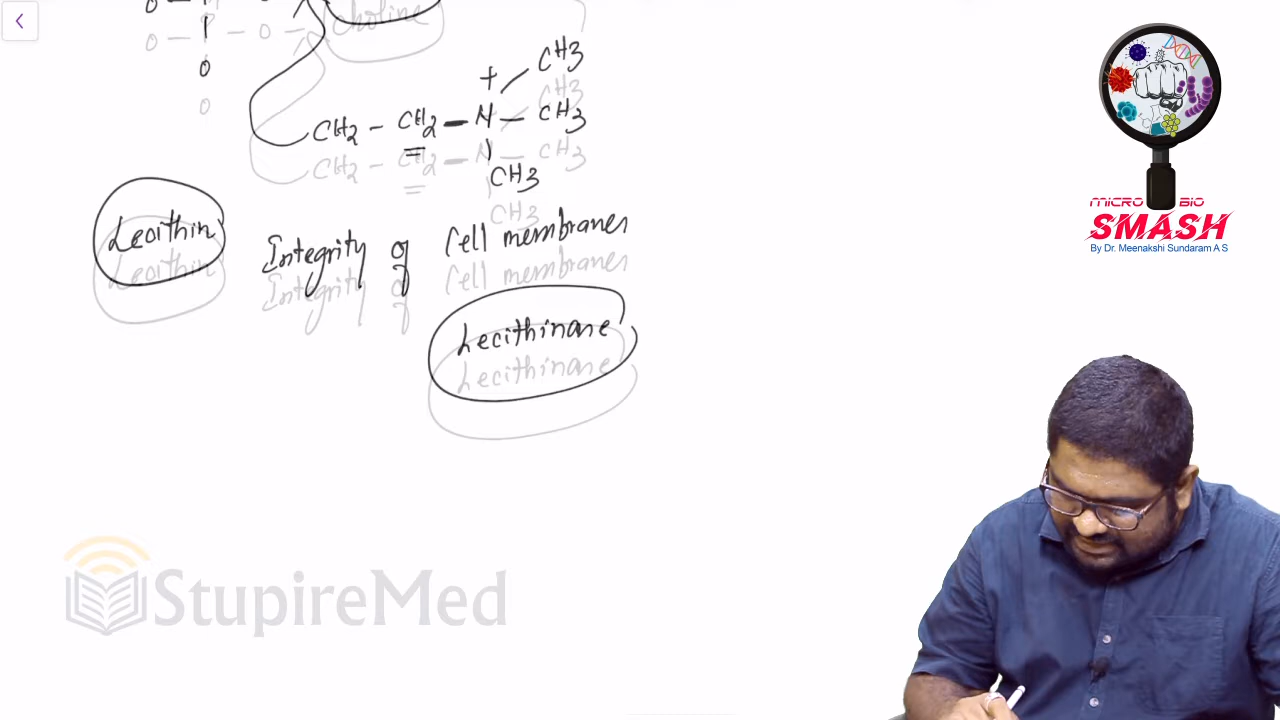 O — P — O — Choline
O
CH2 - CH2 — N — CH3
+
CH3
CH3
Lecithin Integrity of Cell membranes
Lecithinase
MICRO BIO
SMASH
By Dr. Meenakshi Sundaram A S
StupireMed